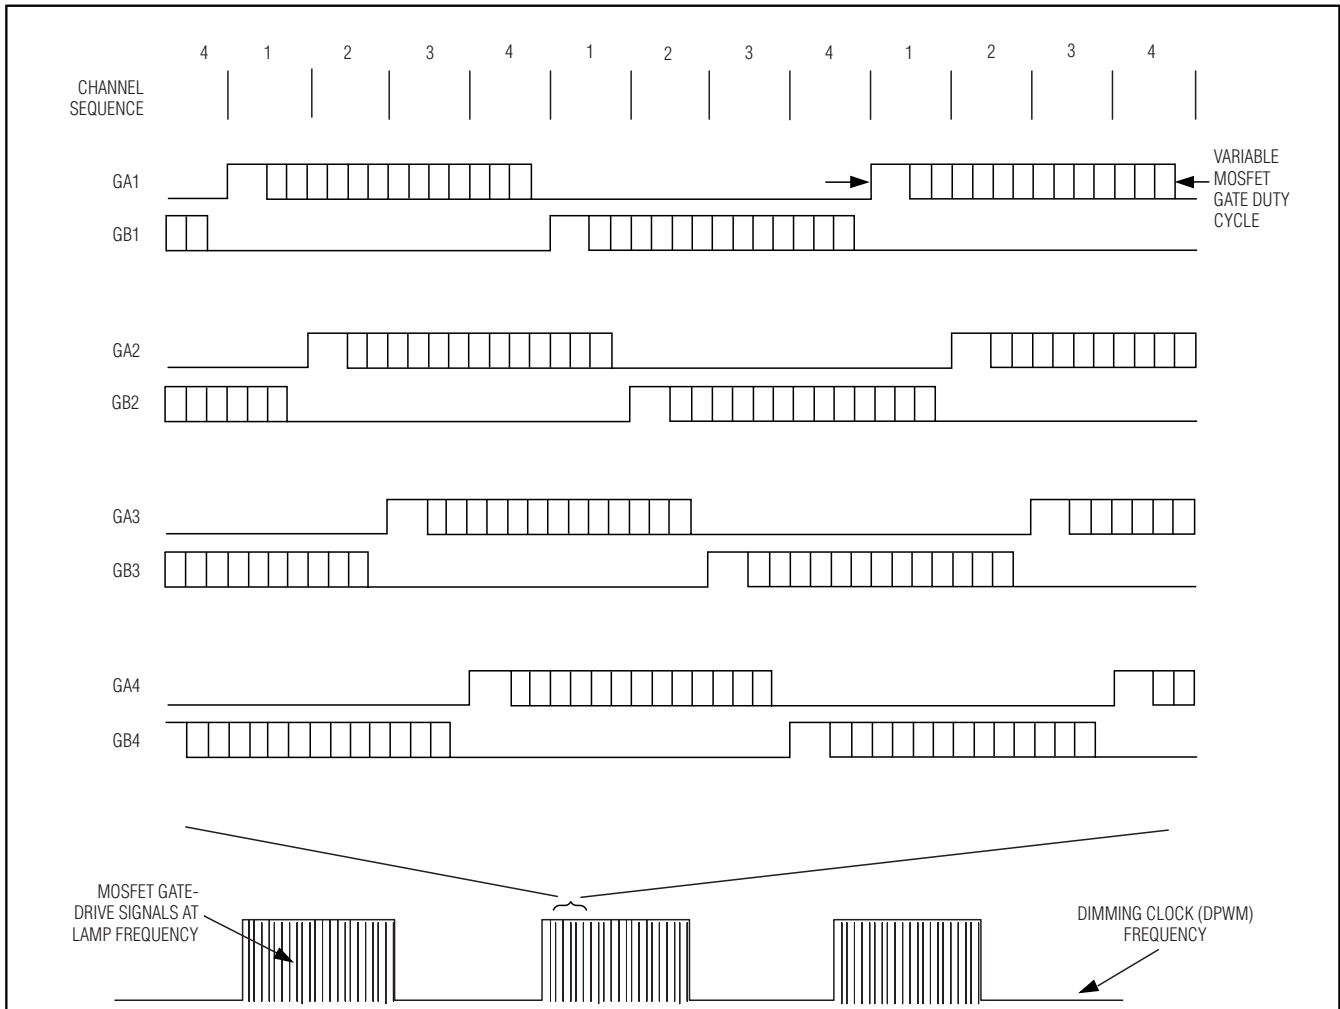 4 1 2 3 4 1 2 3 4 1 2 3 4
CHANNEL
SEQUENCE
GA1
VARIABLE
MOSFET
GATE DUTY
CYCLE
GB1
GA2
GB2
GA3
GB3
GA4
GB4
MOSFET GATE-
DRIVE SIGNALS AT
LAMP FREQUENCY
DIMMING CLOCK (DPWM)
FREQUENCY